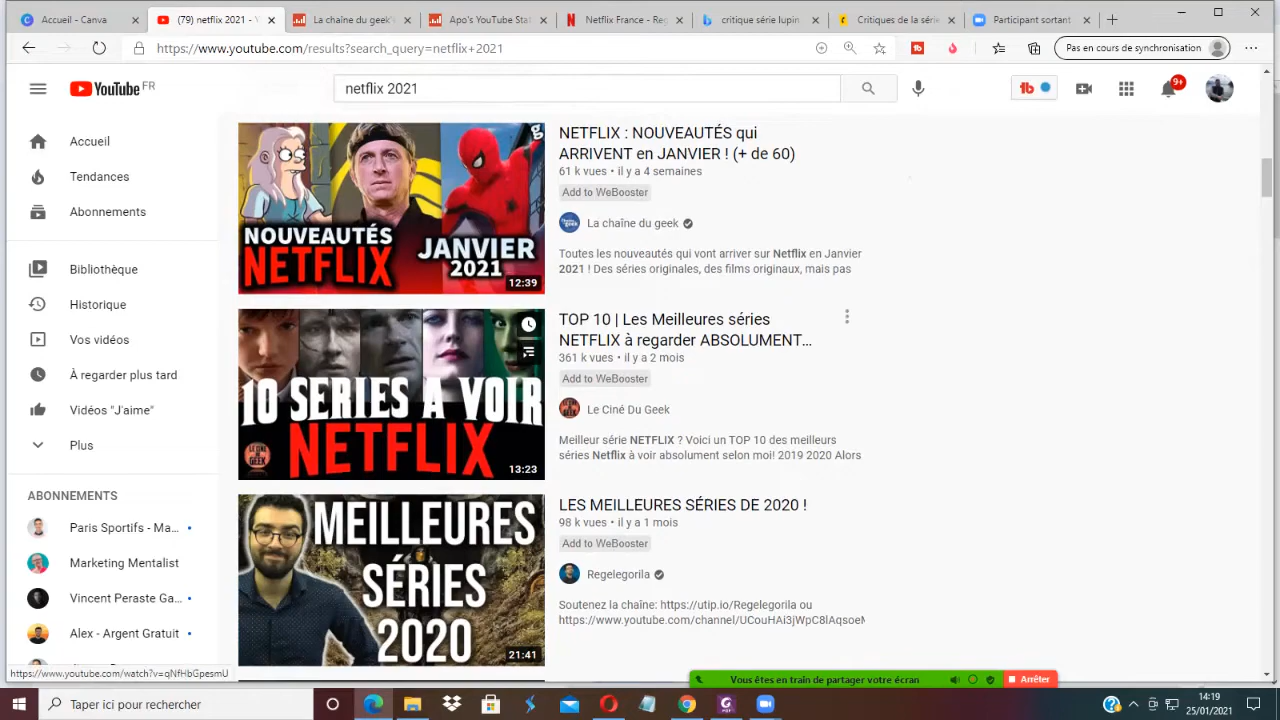 Accueil - Canva
(79) netflix 2021 -
La chaîne du geek's
Apo's YouTube Stat
Netflix France - Reg
critique série lupin
Critiques de la série
Participant sortant
https://www.youtube.com/results?search_query=netflix+2021
Pas en cours de synchronisation
YouTube FR
netflix 2021
tb
9+
Accueil
Tendances
Abonnements
Bibliothèque
Historique
Vos vidéos
À regarder plus tard
Vidéos "J'aime"
Plus
ABONNEMENTS
Paris Sportifs - Ma...
Marketing Mentalist
Vincent Peraste Ga...
Alex - Argent Gratuit
NOUVEAUTÉS
NETFLIX
JANVIER
2021
12:39
NETFLIX : NOUVEAUTÉS qui
ARRIVENT en JANVIER ! (+ de 60)
61 k vues • il y a 4 semaines
Add to WeBooster
La chaîne du geek
Toutes les nouveautés qui vont arriver sur Netflix en Janvier
2021 ! Des séries originales, des films originaux, mais pas
10 SERIES A VOIR
NETFLIX
LE CINÉ DU GEEK
13:23
TOP 10 | Les Meilleures séries
NETFLIX à regarder ABSOLUMENT...
361 k vues • il y a 2 mois
Add to WeBooster
Le Ciné Du Geek
Meilleur série NETFLIX ? Voici un TOP 10 des meilleurs
séries Netflix à voir absolument selon moi! 2019 2020 Alors
MEILLEURES
SÉRIES
2020
21:41
LES MEILLEURES SÉRIES DE 2020 !
98 k vues • il y a 1 mois
Add to WeBooster
Regelegorila
Soutenez la chaîne: https://utip.io/Regelegorila ou
https://www.youtube.com/channel/UCouHAi3jWpC8lAqsoeM
https://www.youtube.com/watch?v=qNfHbGpesmU
Vous êtes en train de partager votre écran
Arrêter
Taper ici pour rechercher
14:19
25/01/2021